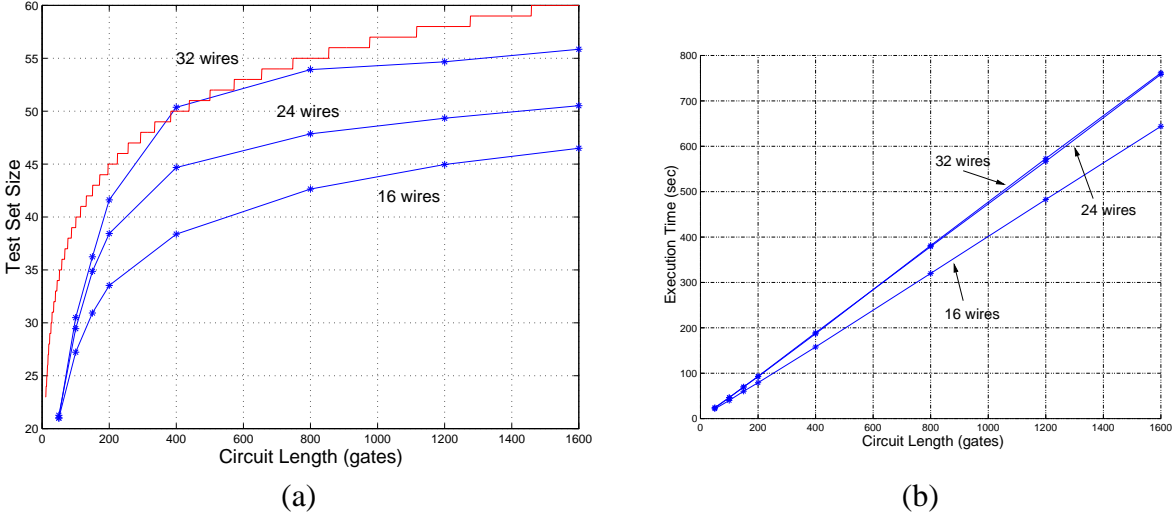 60
55
50
45
40
35
30
25
20
Test Set Size
32 wires
24 wires
16 wires
0 200 400 600 800 1000 1200 1400 1600
Circuit Length (gates)
(a)
800
700
600
500
400
300
200
100
0
Execution Time (sec)
32 wires
24 wires
16 wires
0 200 400 600 800 1000 1200 1400 1600
Circuit Length (gates)
(b)